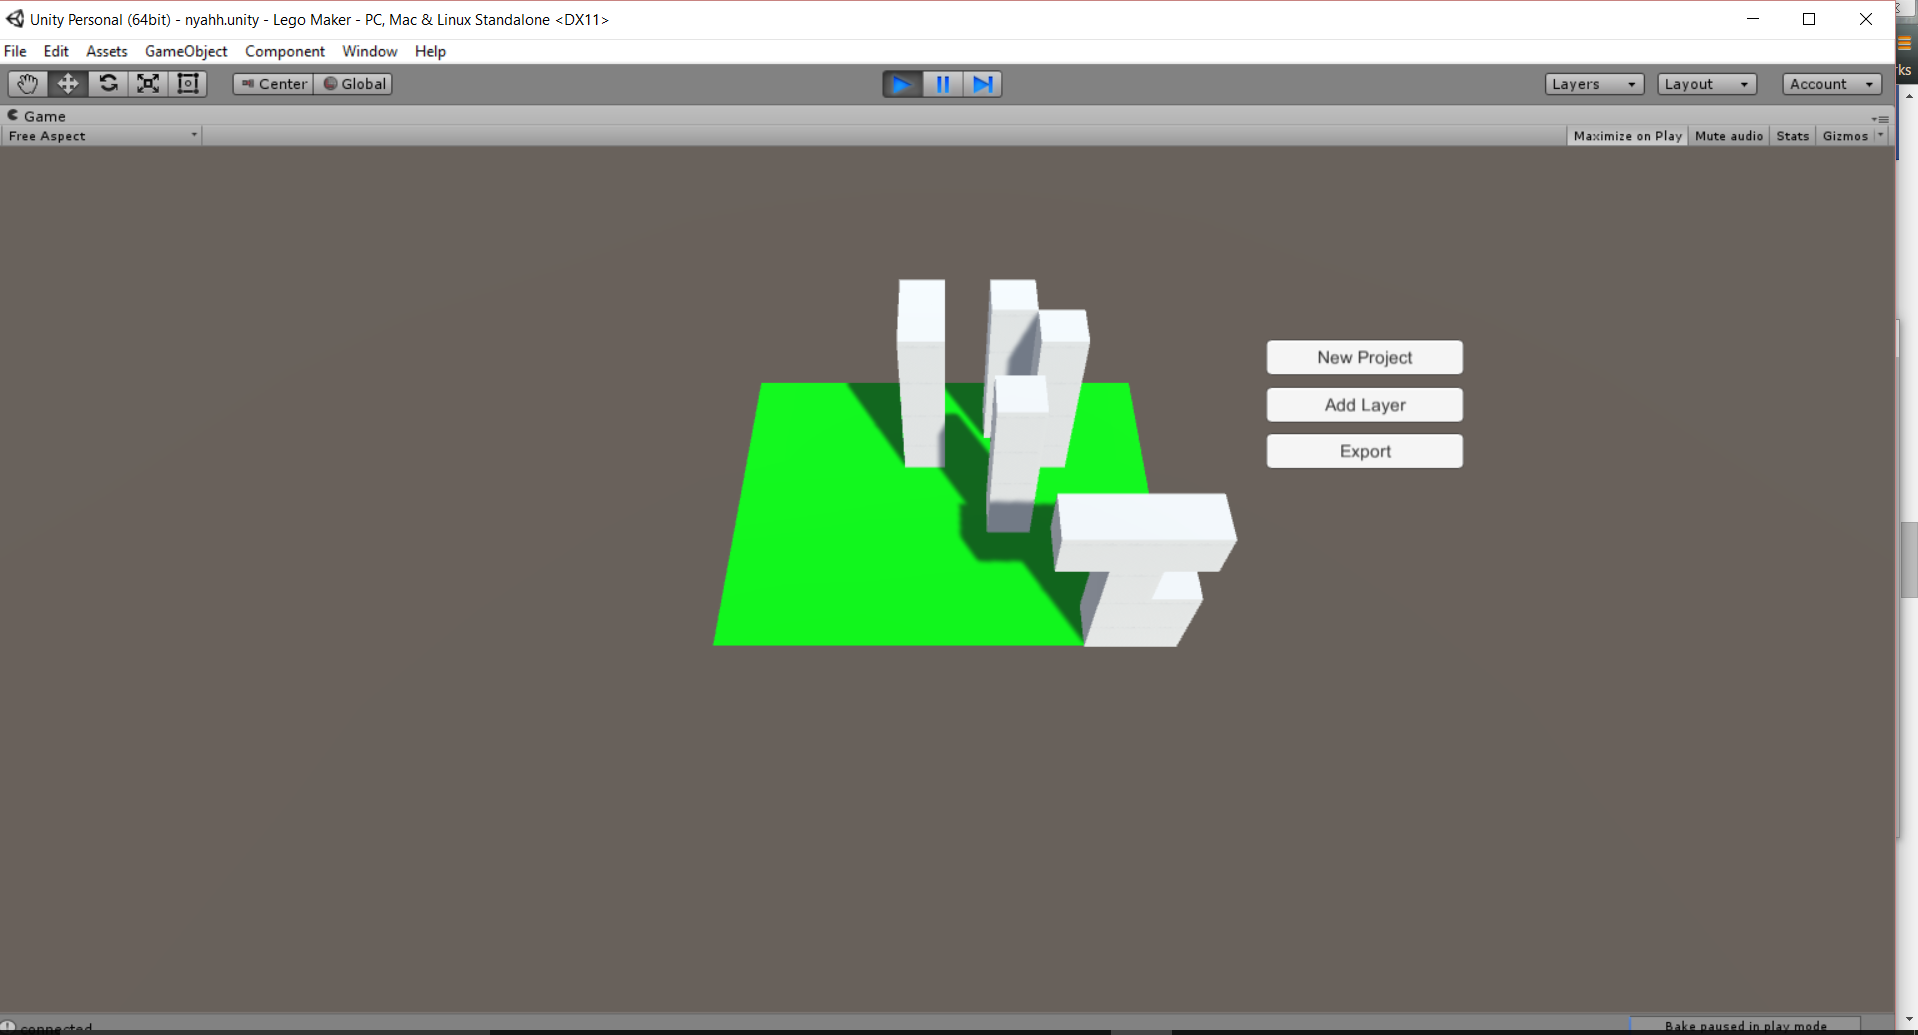 Unity Personal (64bit) - nyahh.unity - Lego Maker - PC, Mac & Linux Standalone <DX11>
File Edit Assets GameObject Component Window Help
Center Global Layers Layout Account
rks
Game
Free Aspect Maximize on Play Mute audio Stats Gizmos
New Project
Add Layer
Export
connected
Bake paused in play mode